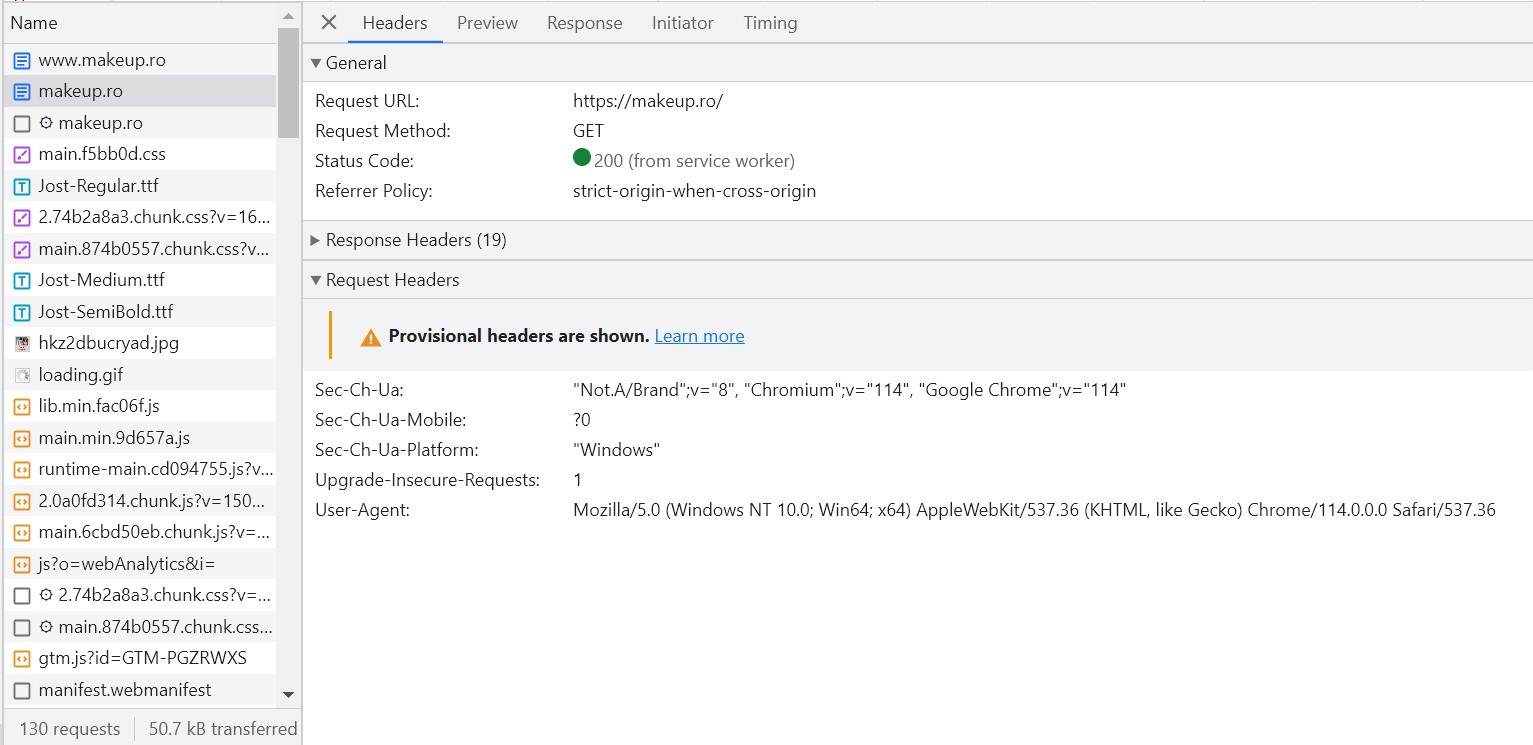 Name
www.makeup.ro
makeup.ro
makeup.ro
main.f5bb0d.css
Jost-Regular.ttf
2.74b2a8a3.chunk.css?v=16...
main.874b0557.chunk.css?v...
Jost-Medium.ttf
Jost-SemiBold.ttf
hkz2dbucryad.jpg
loading.gif
lib.min.fac06f.js
main.min.9d657a.js
runtime-main.cd094755.js?v...
2.0a0fd314.chunk.js?v=150...
main.6cbd50eb.chunk.js?v=...
js?o=webAnalytics&i=
2.74b2a8a3.chunk.css?v=...
main.874b0557.chunk.css...
gtm.js?id=GTM-PGZRWXS
manifest.webmanifest
130 requests 50.7 kB transferred
Headers Preview Response Initiator Timing
General
Request URL: https://makeup.ro/
Request Method: GET
Status Code: 200 (from service worker)
Referrer Policy: strict-origin-when-cross-origin
Response Headers (19)
Request Headers
Provisional headers are shown. Learn more
Sec-Ch-Ua: "Not.A/Brand";v="8", "Chromium";v="114", "Google Chrome";v="114"
Sec-Ch-Ua-Mobile: ?0
Sec-Ch-Ua-Platform: "Windows"
Upgrade-Insecure-Requests: 1
User-Agent: Mozilla/5.0 (Windows NT 10.0; Win64; x64) AppleWebKit/537.36 (KHTML, like Gecko) Chrome/114.0.0.0 Safari/537.36